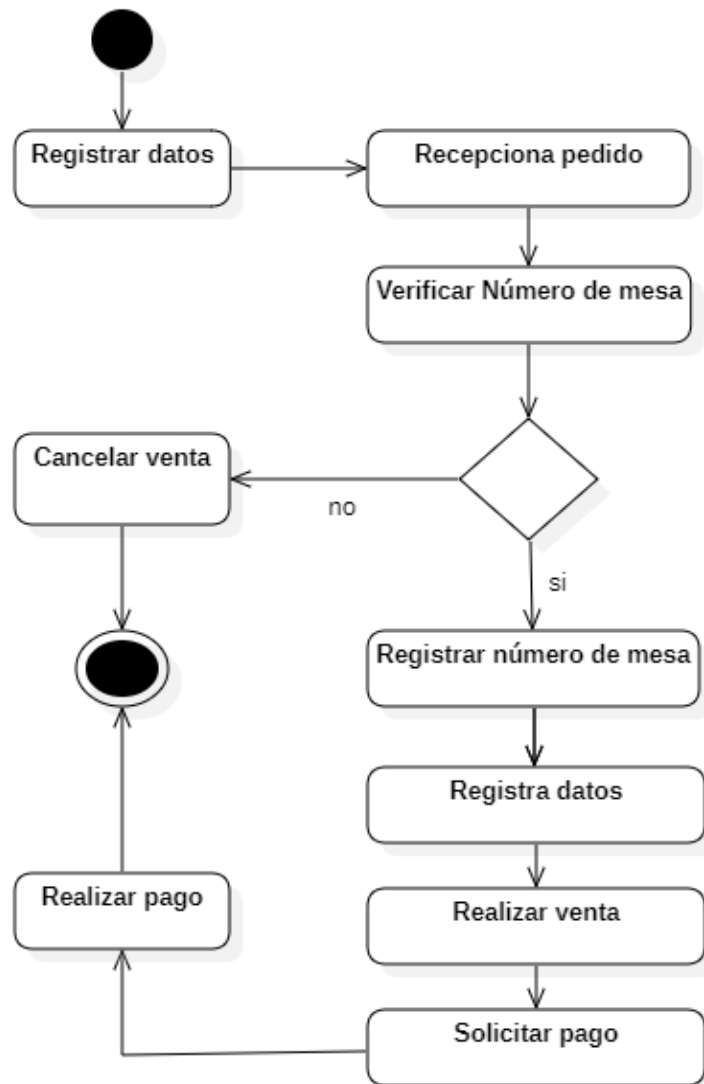 Registrar datos
Recepciona pedido
Verificar Número de mesa
Cancelar venta
no
si
Registrar número de mesa
Registra datos
Realizar pago
Realizar venta
Solicitar pago